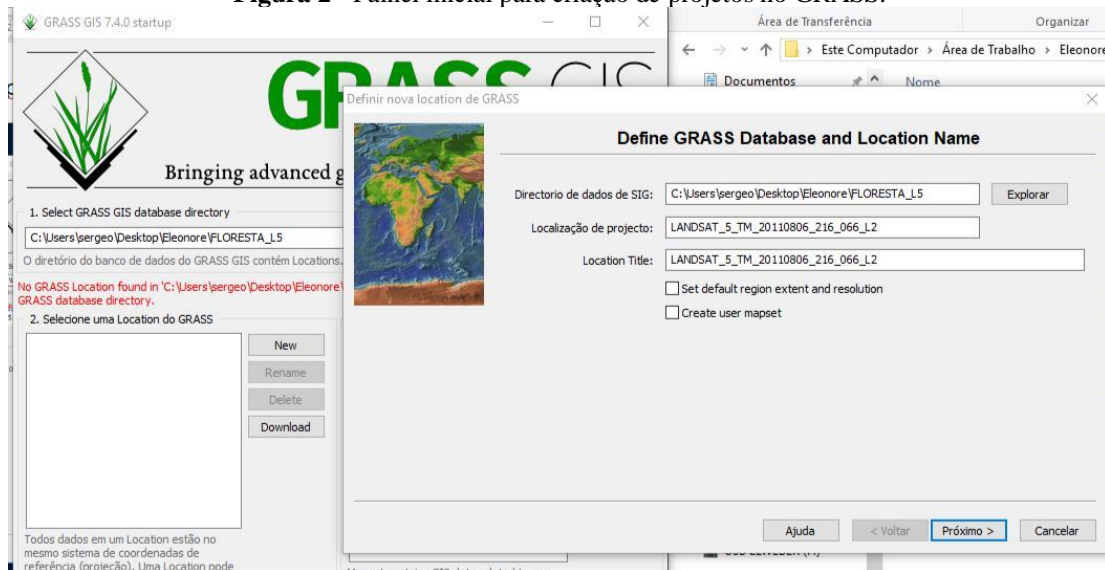 Figura 2 - Painel inicial para criação de projetos no GRASS.
GRASS GIS 7.4.0 startup
GRASS GIS
Bringing advanced g
1. Select GRASS GIS database directory
C:\Users\sergeo\Desktop\Eleonore\FLORESTA_L5
O diretório do banco de dados do GRASS GIS contém Locations.
No GRASS Location found in 'C:\Users\sergeo\Desktop\Eleonore\
GRASS database directory.
2. Selecione uma Location do GRASS
New
Rename
Delete
Download
Todos dados em um Location estão no
mesmo sistema de coordenadas de
referência (projeção). Uma Location pode
Área de Transferência
Organizar
Este Computador > Área de Trabalho > Eleonore
Documentos
Nome
Definir nova location de GRASS
Define GRASS Database and Location Name
Directorio de dados de SIG:
C:\Users\sergeo\Desktop\Eleonore\FLORESTA_L5
Explorar
Localização de projecto:
LANDSAT_5_TM_20110806_216_066_L2
Location Title:
LANDSAT_5_TM_20110806_216_066_L2
Set default region extent and resolution
Create user mapset
Ajuda
< Voltar
Próximo >
Cancelar